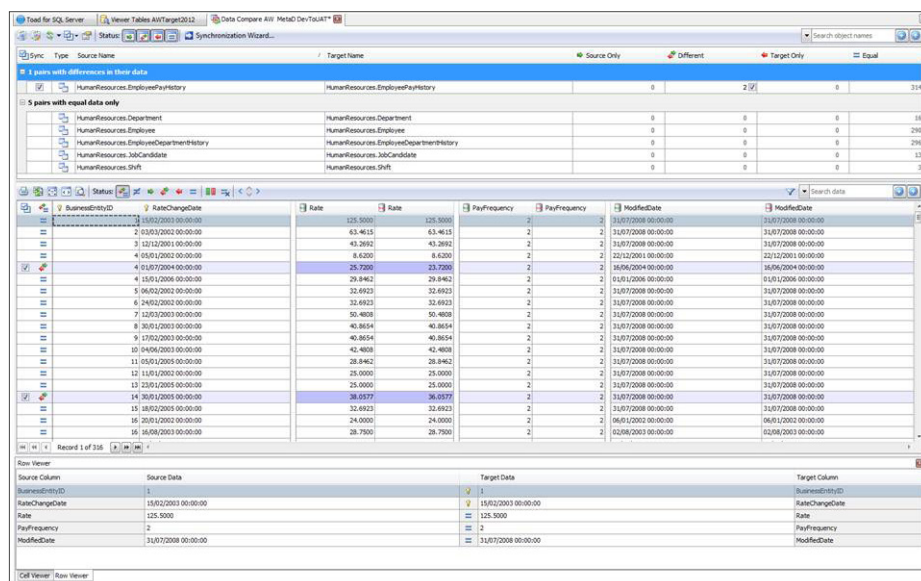 Toad for SQL Server Viewer Tables AWTarget2012 Data Compare AW MetaD DevToUAT*
Status: Synchronization Wizard... Search object names
Sync Type Source Name Target Name Source Only Different Target Only Equal
1 pairs with differences in their data
HumanResources.EmployeePayHistory HumanResources.EmployeePayHistory 0 2 0 314
5 pairs with equal data only
HumanResources.Department HumanResources.Department 0 0 0 16
HumanResources.Employee HumanResources.Employee 0 0 0 290
HumanResources.EmployeeDepartmentHistory HumanResources.EmployeeDepartmentHistory 0 0 0 296
HumanResources.JobCandidate HumanResources.JobCandidate 0 0 0 13
HumanResources.Shift HumanResources.Shift 0 0 0 3
Status: Search data
BusinessEntityID RateChangeDate Rate Rate PayFrequency PayFrequency ModifiedDate ModifiedDate
1 15/02/2003 00:00:00 125.5000 125.5000 2 2 31/07/2008 00:00:00 31/07/2008 00:00:00
2 03/03/2002 00:00:00 63.4615 63.4615 2 2 31/07/2008 00:00:00 31/07/2008 00:00:00
3 12/12/2001 00:00:00 43.2692 43.2692 2 2 31/07/2008 00:00:00 31/07/2008 00:00:00
4 05/01/2002 00:00:00 8.6200 8.6200 2 2 22/12/2001 00:00:00 22/12/2001 00:00:00
4 01/07/2004 00:00:00 25.7200 23.7200 2 2 16/06/2004 00:00:00 16/06/2004 00:00:00
4 15/01/2006 00:00:00 29.8462 29.8462 2 2 01/01/2006 00:00:00 01/01/2006 00:00:00
5 06/02/2002 00:00:00 32.6923 32.6923 2 2 31/07/2008 00:00:00 31/07/2008 00:00:00
6 24/02/2002 00:00:00 32.6923 32.6923 2 2 31/07/2008 00:00:00 31/07/2008 00:00:00
7 12/03/2003 00:00:00 50.4808 50.4808 2 2 31/07/2008 00:00:00 31/07/2008 00:00:00
8 30/01/2003 00:00:00 40.8654 40.8654 2 2 31/07/2008 00:00:00 31/07/2008 00:00:00
9 17/02/2003 00:00:00 40.8654 40.8654 2 2 31/07/2008 00:00:00 31/07/2008 00:00:00
10 04/06/2003 00:00:00 42.4808 42.4808 2 2 31/07/2008 00:00:00 31/07/2008 00:00:00
11 05/01/2005 00:00:00 28.8462 28.8462 2 2 31/07/2008 00:00:00 31/07/2008 00:00:00
12 11/01/2002 00:00:00 25.0000 25.0000 2 2 31/07/2008 00:00:00 31/07/2008 00:00:00
13 23/01/2005 00:00:00 25.0000 25.0000 2 2 31/07/2008 00:00:00 31/07/2008 00:00:00
14 30/01/2005 00:00:00 38.0577 36.0577 2 2 31/07/2008 00:00:00 31/07/2008 00:00:00
15 18/02/2005 00:00:00 32.6923 32.6923 2 2 31/07/2008 00:00:00 31/07/2008 00:00:00
16 20/01/2002 00:00:00 24.0000 24.0000 2 2 06/01/2002 00:00:00 06/01/2002 00:00:00
16 16/08/2003 00:00:00 28.7500 28.7500 2 2 02/08/2003 00:00:00 02/08/2003 00:00:00
Record 1 of 316
Row Viewer
Source Column Source Data Target Data Target Column
BusinessEntityID 1 1 BusinessEntityID
RateChangeDate 15/02/2003 00:00:00 15/02/2003 00:00:00 RateChangeDate
Rate 125.5000 125.5000 Rate
PayFrequency 2 2 PayFrequency
ModifiedDate 31/07/2008 00:00:00 31/07/2008 00:00:00 ModifiedDate
Cell Viewer Row Viewer